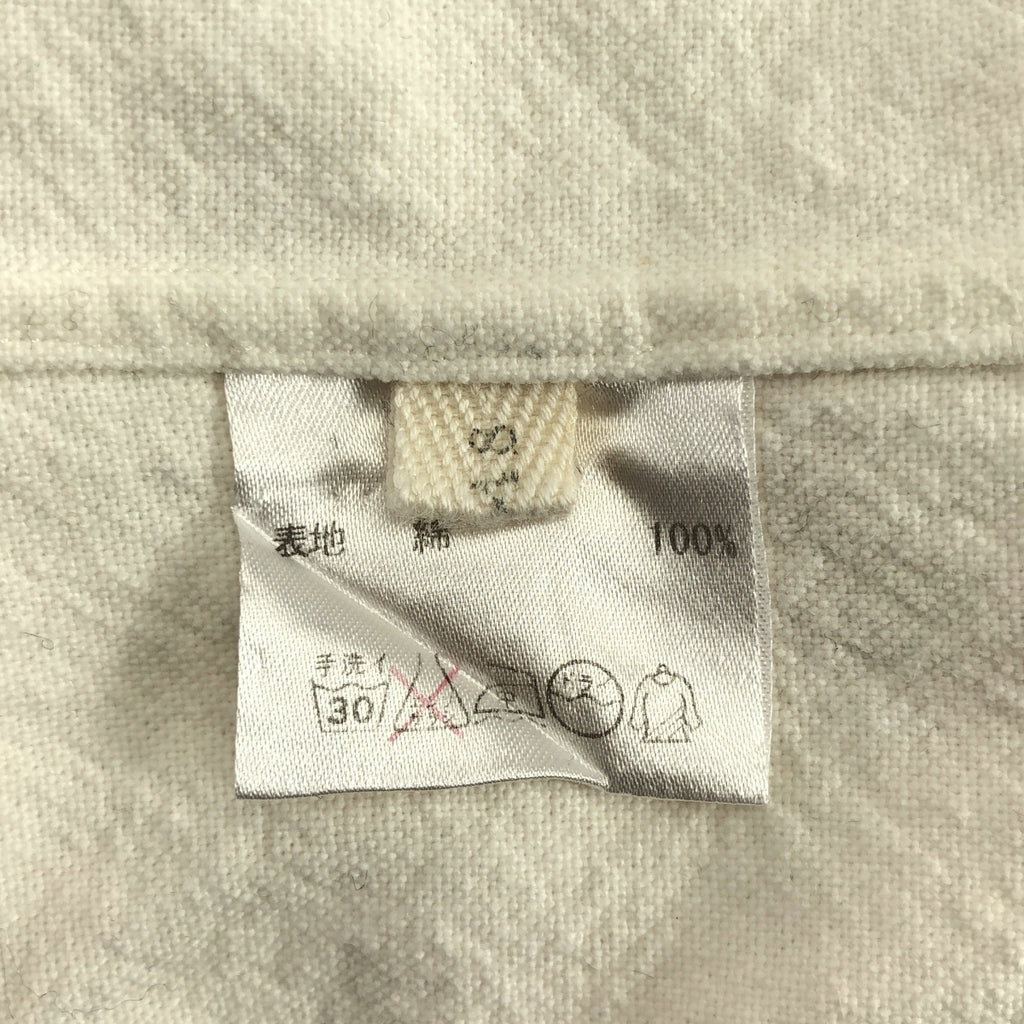 表地 綿 100%
手洗イ
30
ドライ